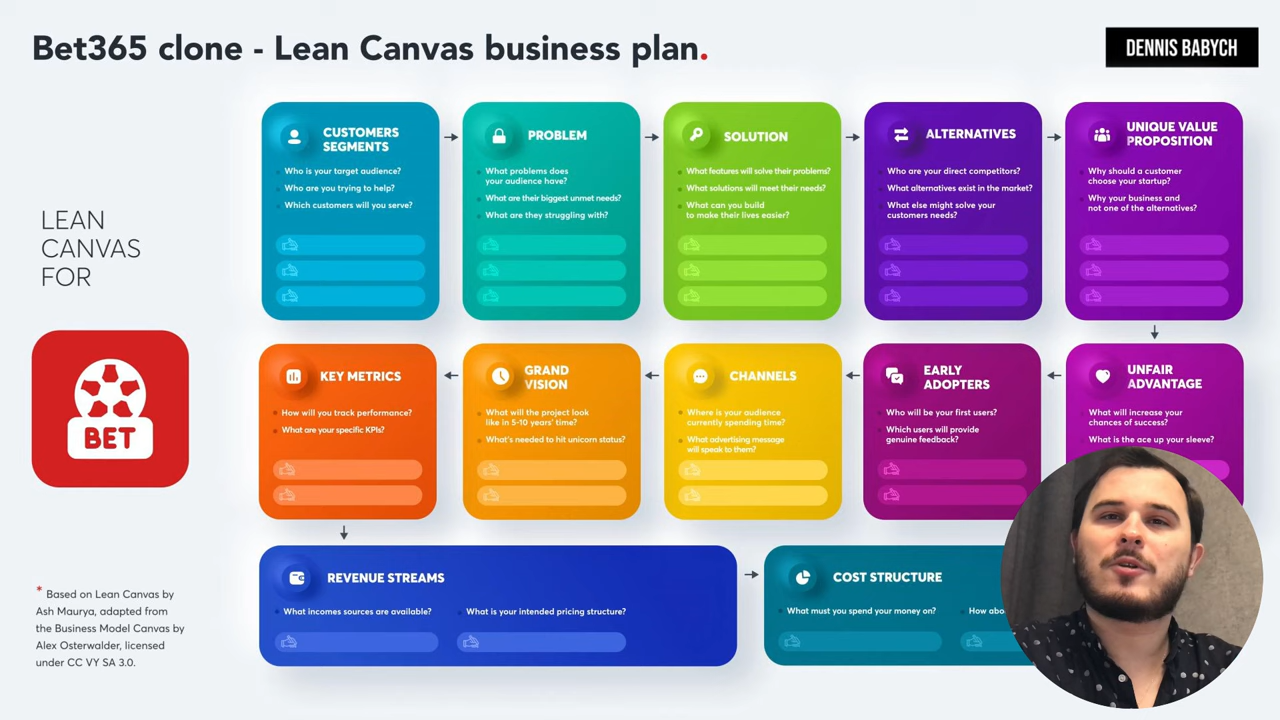 Bet365 clone - Lean Canvas business plan.
DENNIS BABYCH
LEAN
CANVAS
FOR
BET
* Based on Lean Canvas by
Ash Maurya, adapted from
the Business Model Canvas by
Alex Osterwalder, licensed
under CC VY SA 3.0.
CUSTOMERS
SEGMENTS
Who is your target audience?
Who are you trying to help?
Which customers will you serve?
PROBLEM
What problems does
your audience have?
What are their biggest unmet needs?
What are they struggling with?
SOLUTION
What features will solve their problems?
What solutions will meet their needs?
What can you build
to make their lives easier?
ALTERNATIVES
Who are your direct competitors?
What alternatives exist in the market?
What else might solve your
customers needs?
UNIQUE VALUE
PROPOSITION
Why should a customer
choose your startup?
Why your business and
not one of the alternatives?
UNFAIR
ADVANTAGE
What will increase your
chances of success?
What is the ace up your sleeve?
EARLY
ADOPTERS
Who will be your first users?
Which users will provide
genuine feedback?
CHANNELS
Where is your audience
currently spending time?
What advertising message
will speak to them?
GRAND
VISION
What will the project look
like in 5-10 years' time?
What's needed to hit unicorn status?
KEY METRICS
How will you track performance?
What are your specific KPIs?
REVENUE STREAMS
What incomes sources are available?
What is your intended pricing structure?
COST STRUCTURE
What must you spend your money on?
How